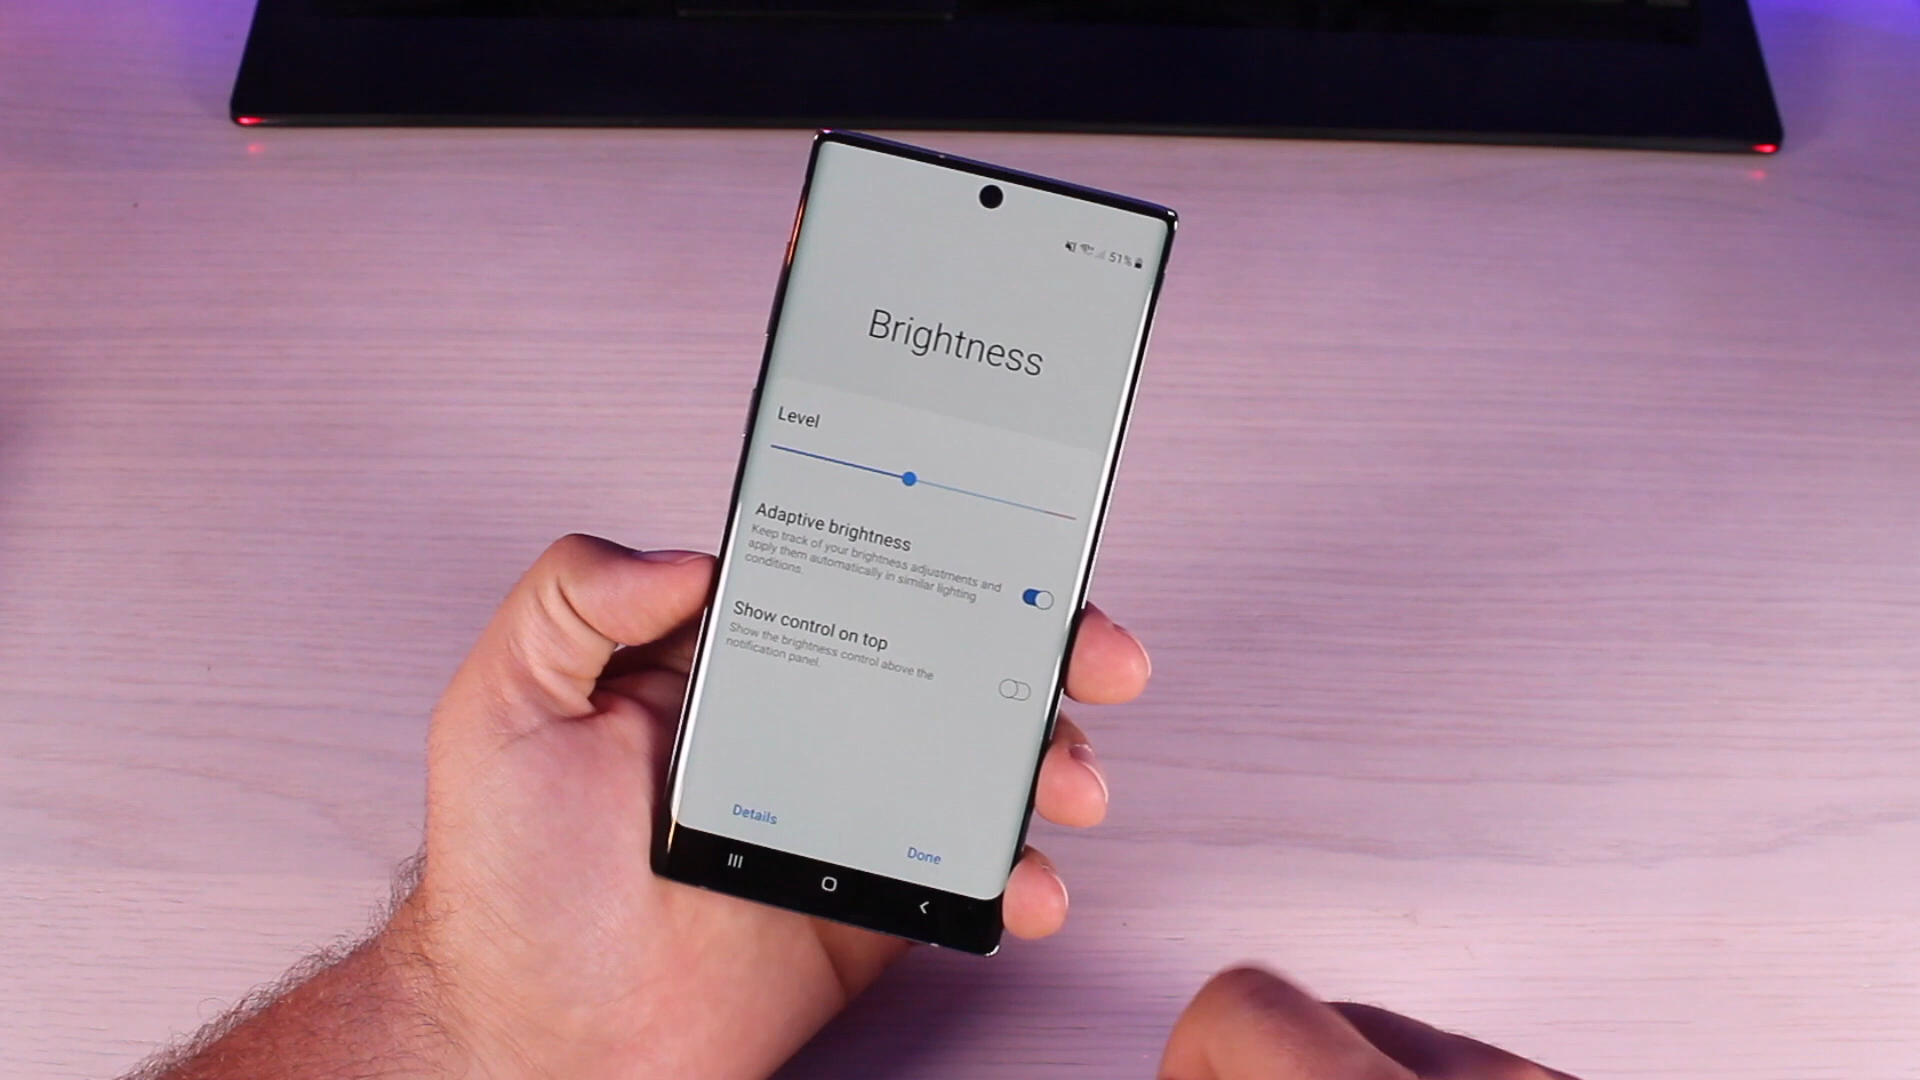 51%
Brightness
Level
Adaptive brightness
Keep track of your brightness adjustments and
apply them automatically in similar lighting
conditions.
Show control on top
Show the brightness control above the
notification panel.
Details
Done